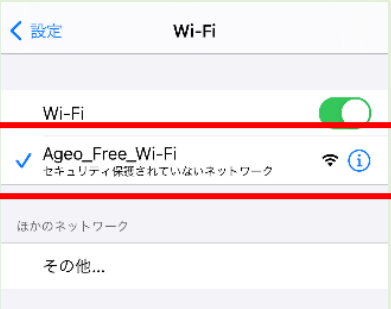 設定
Wi-Fi
Wi-Fi
Ageo_Free_Wi-Fi
セキュリティ保護されていないネットワーク
ほかのネットワーク
その他...